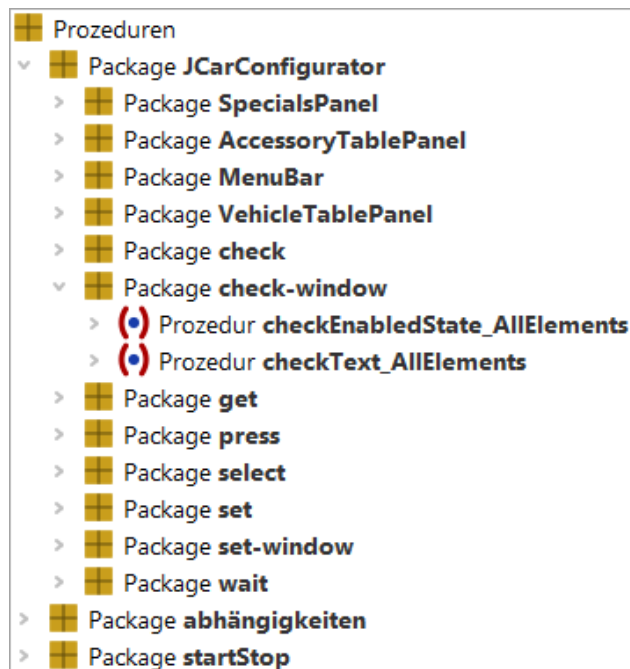 Prozeduren
Package JCarConfigurator
Package SpecialsPanel
Package AccessoryTablePanel
Package MenuBar
Package VehicleTablePanel
Package check
Package check-window
Prozedur checkEnabledState_AllElements
Prozedur checkText_AllElements
Package get
Package press
Package select
Package set
Package set-window
Package wait
Package abhängigkeiten
Package startStop